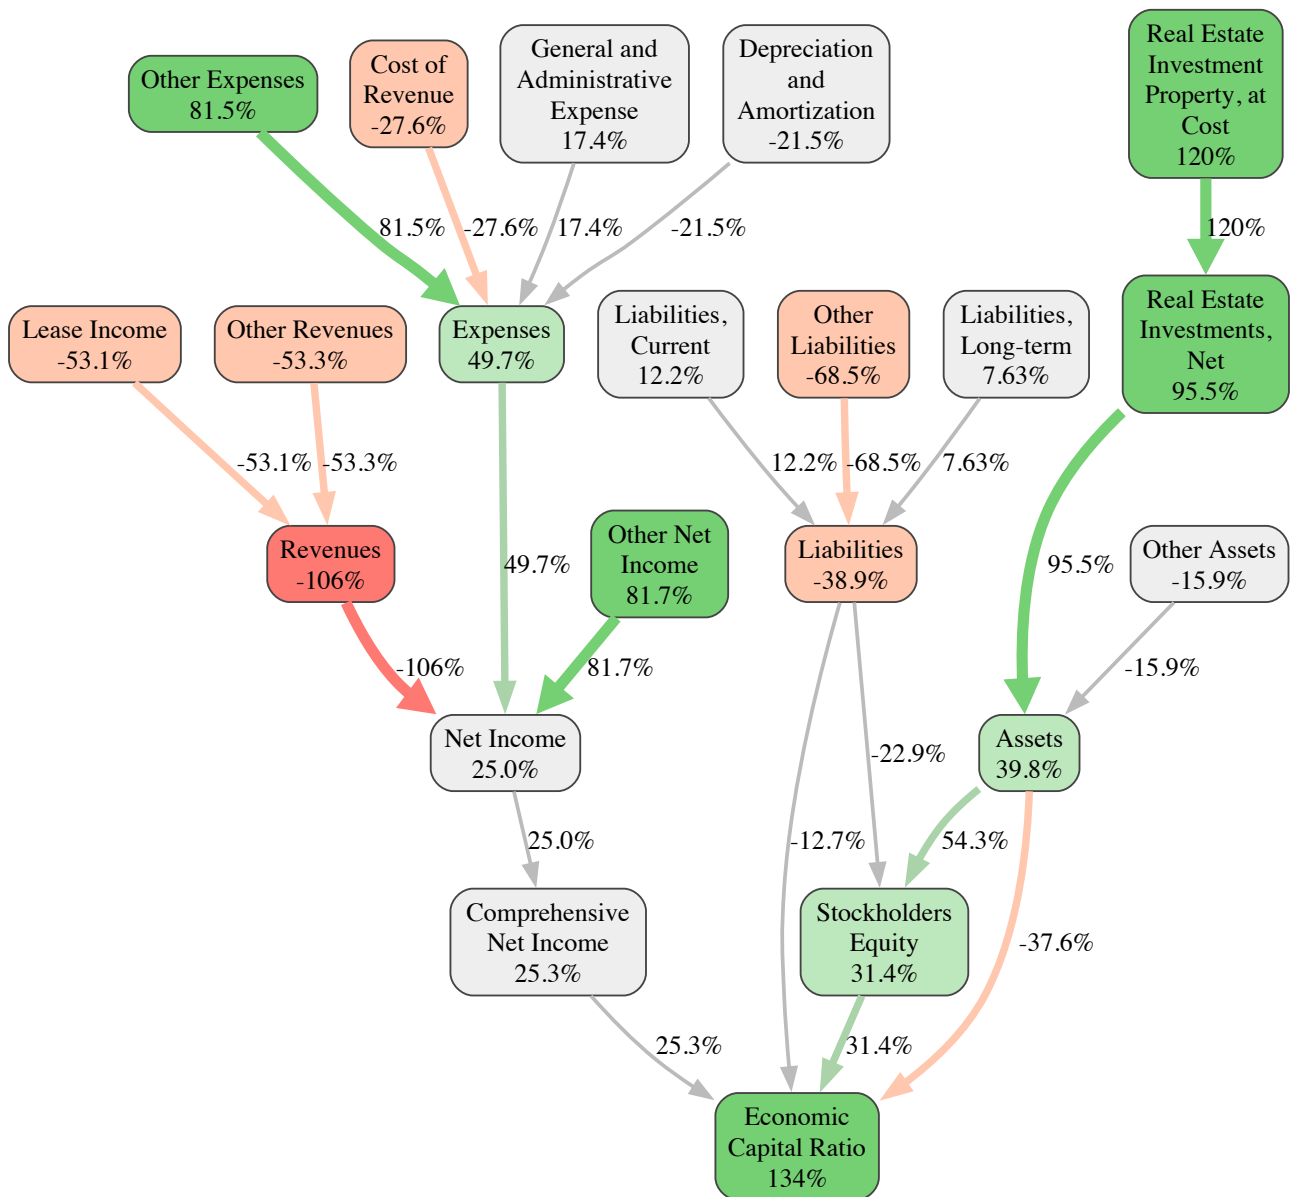 Other Expenses
81.5%
Cost of
Revenue
-27.6%
General and
Administrative
Expense
17.4%
Depreciation
and
Amortization
-21.5%
Real Estate
Investment
Property, at
Cost
120%
81.5%
-27.6%
17.4%
-21.5%
120%
Lease Income
-53.1%
Other Revenues
-53.3%
Expenses
49.7%
Liabilities,
Current
12.2%
Other
Liabilities
-68.5%
Liabilities,
Long-term
7.63%
Real Estate
Investments,
Net
95.5%
-53.1%
-53.3%
12.2%
-68.5%
7.63%
Revenues
-106%
49.7%
Other Net
Income
81.7%
Liabilities
-38.9%
95.5%
Other Assets
-15.9%
-106%
81.7%
-15.9%
Net Income
25.0%
-22.9%
Assets
39.8%
25.0%
-12.7%
54.3%
Comprehensive
Net Income
25.3%
Stockholders
Equity
31.4%
-37.6%
25.3%
31.4%
Economic
Capital Ratio
134%